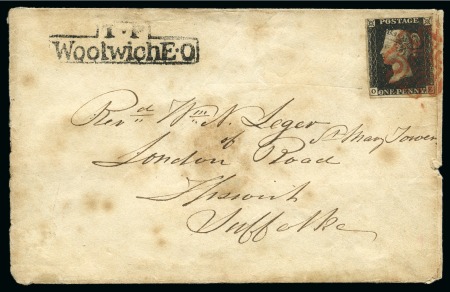 T.P
Woolwich E.O
POSTAGE
ONE PENNY
Revd Wm N. Leger
of St Mary Tower
London Road
Ipswich
Suffolk